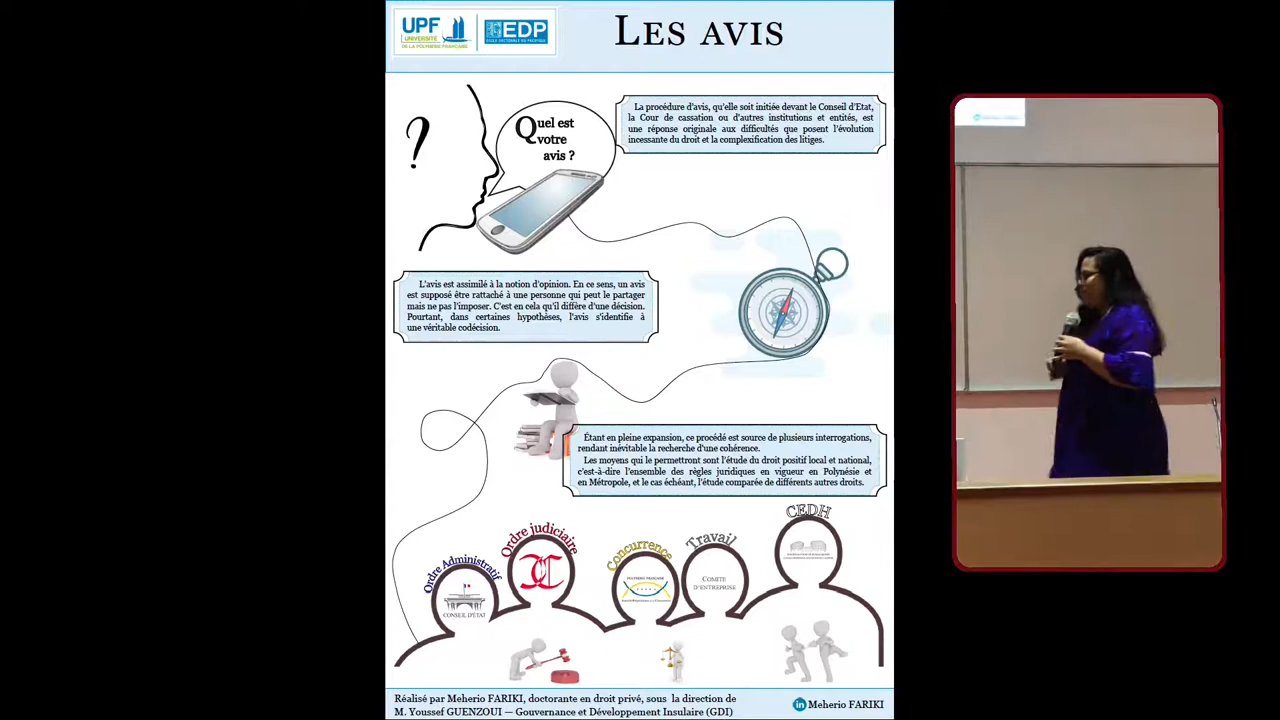 UPF
UNIVERSITÉ
DE LA POLYNÉSIE FRANÇAISE
EDP
ÉCOLE DOCTORALE DU PACIFIQUE
LES AVIS
?
Quel est
votre
avis ?
La procédure d'avis, qu'elle soit initiée devant le Conseil d'Etat,
la Cour de cassation ou d'autres institutions et entités, est
une réponse originale aux difficultés que posent l'évolution
incessante du droit et la complexification des litiges.
L'avis est assimilé à la notion d'opinion. En ce sens, un avis
est supposé être rattaché à une personne qui peut le partager
mais ne pas l'imposer. C'est en cela qu'il diffère d'une décision.
Pourtant, dans certaines hypothèses, l'avis s'identifie à
une véritable codécision.
Étant en pleine expansion, ce procédé est source de plusieurs interrogations,
rendant inévitable la recherche d'une cohérence.
Les moyens qui le permettront sont l'étude du droit positif local et national,
c'est-à-dire l'ensemble des règles juridiques en vigueur en Polynésie et
en Métropole, et le cas échéant, l'étude comparée de différents autres droits.
Ordre Administratif
CONSEIL D'ÉTAT
Ordre judiciaire
Concurrence
POLYNÉSIE FRANÇAISE
Travail
COMITÉ
D'ENTREPRISE
CEDH
Réalisé par Meherio FARIKI, doctorante en droit privé, sous la direction de
M. Youssef GUENZOUI — Gouvernance et Développement Insulaire (GDI)
in Meherio FARIKI